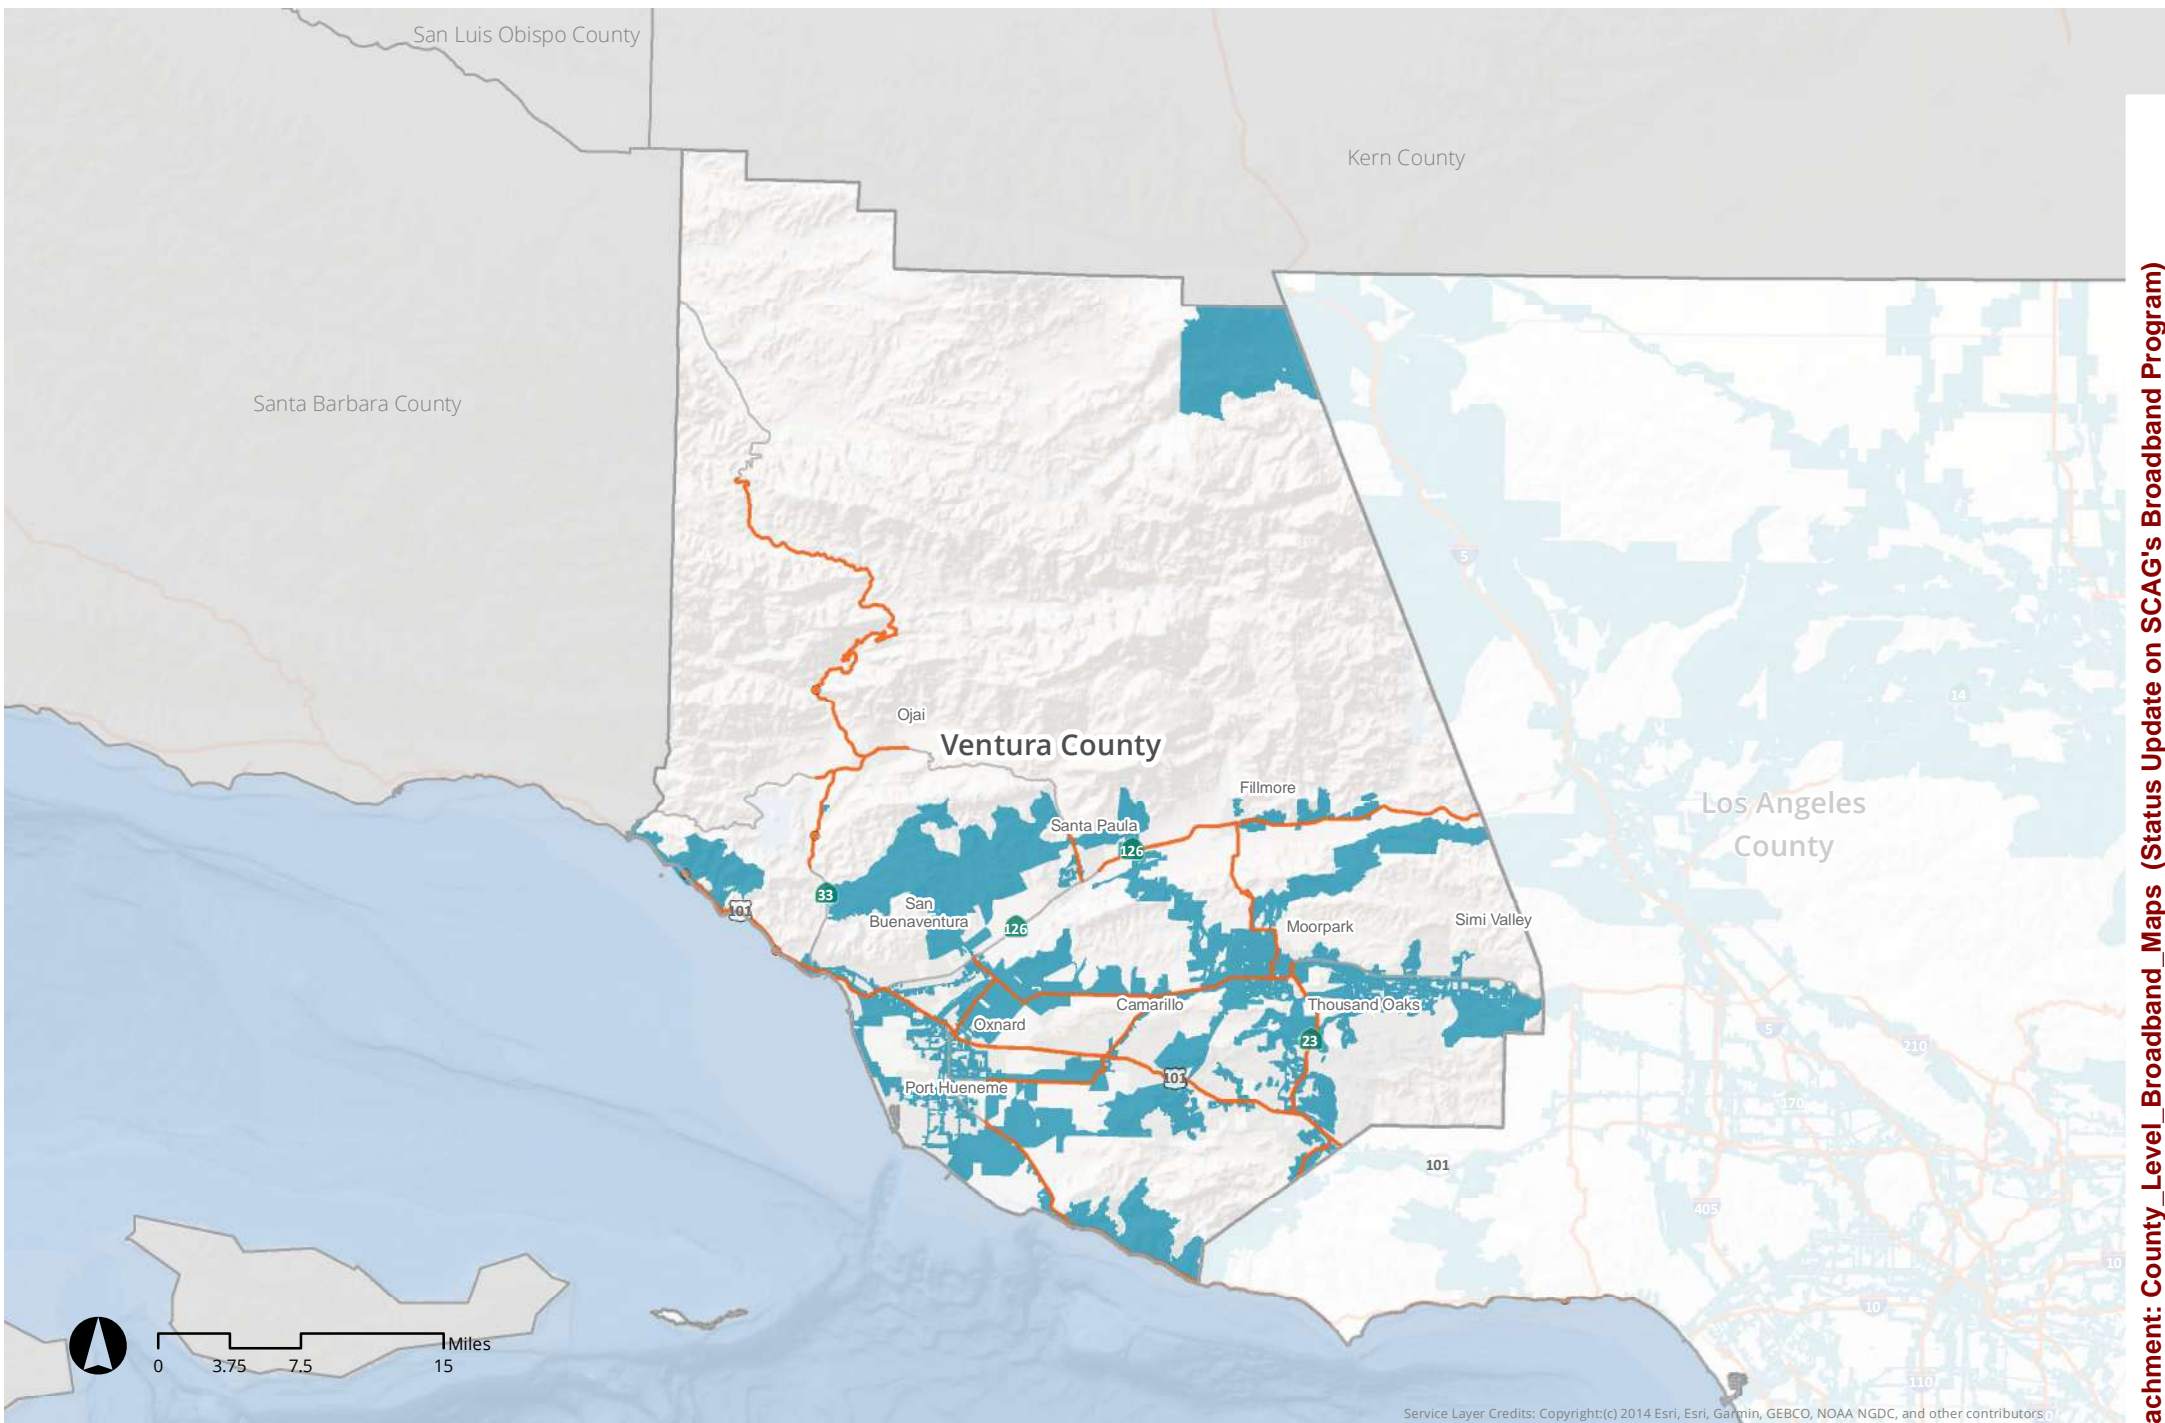 San Luis Obispo County
Kern County
Santa Barbara County
5
14
Ojai
Ventura County
Fillmore
Los Angeles
County
Santa Paula
126
33
101
San
Buenaventura
126
Moorpark
Simi Valley
Camarillo
Thousand Oaks
Oxnard
23
5
210
Port Hueneme
101
170
101
405
10
10
110
Miles
0
3.75
7.5
15
Service Layer Credits: Copyright:(c) 2014 Esri, Esri, Garmin, GEBCO, NOAA NGDC, and other contributors
achment: County_Level_Broadband_Maps (Status Update on SCAG's Broadband Program)